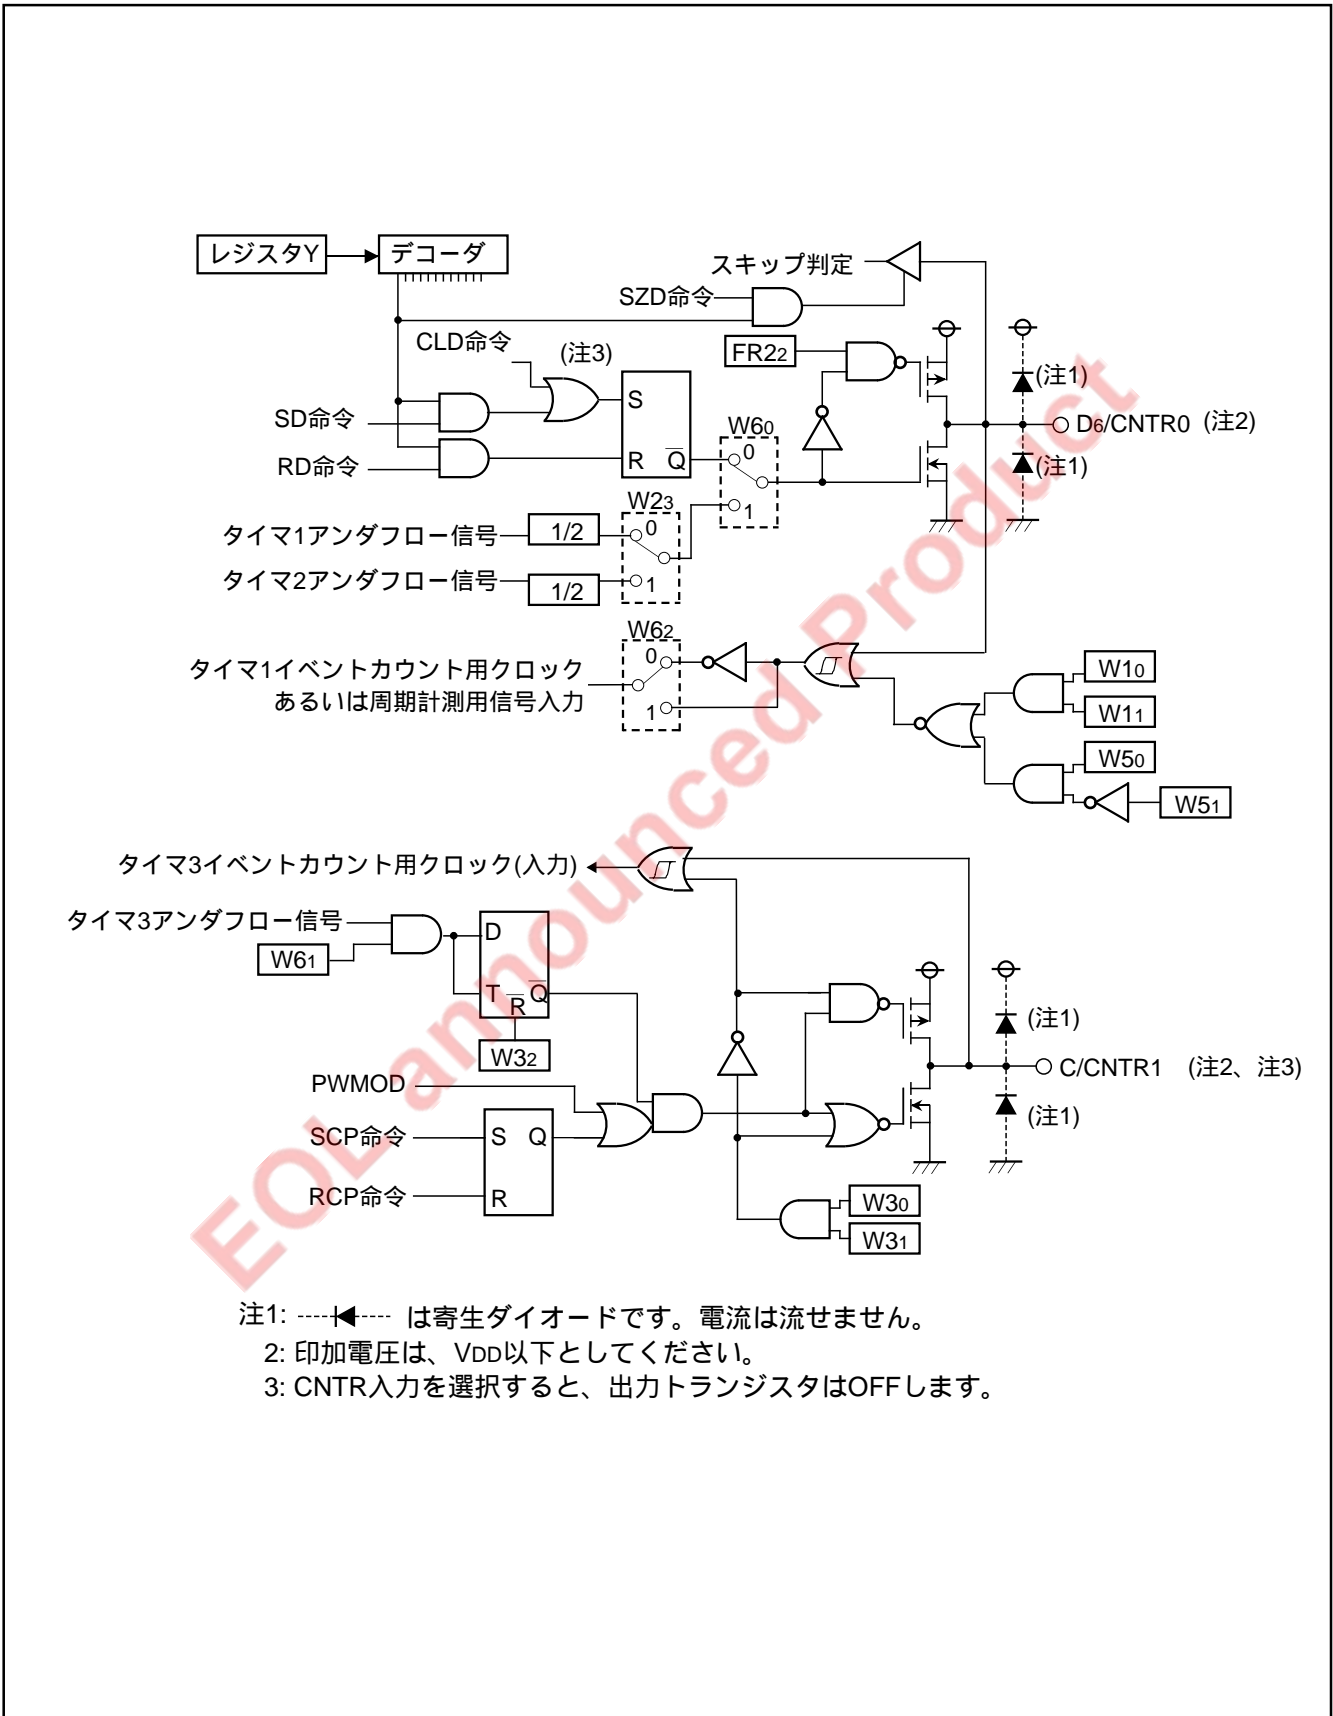 レジスタY
デコーダ
スキップ判定
SZD命令
CLD命令
(注3)
FR22
(注1)
S
SD命令
W60
D6/CNTR0 (注2)
0
RD命令
R Q
(注1)
W23
1
タイマ1アンダフロー信号
1/2
0
タイマ2アンダフロー信号
1/2
1
W62
タイマ1イベントカウント用クロック
0
あるいは周期計測用信号入力
1
W10
W11
W50
W51
タイマ3イベントカウント用クロック(入力)
タイマ3アンダフロー信号
D
W61
T R Q
W32
(注1)
PWMOD
C/CNTR1 (注2、注3)
SCP命令
S Q
(注1)
RCP命令
R
W30
W31
注1: は寄生ダイオードです。電流は流せません。
2: 印加電圧は、VDD以下としてください。
3: CNTR入力を選択すると、出力トランジスタはOFFします。
EOL announced Product